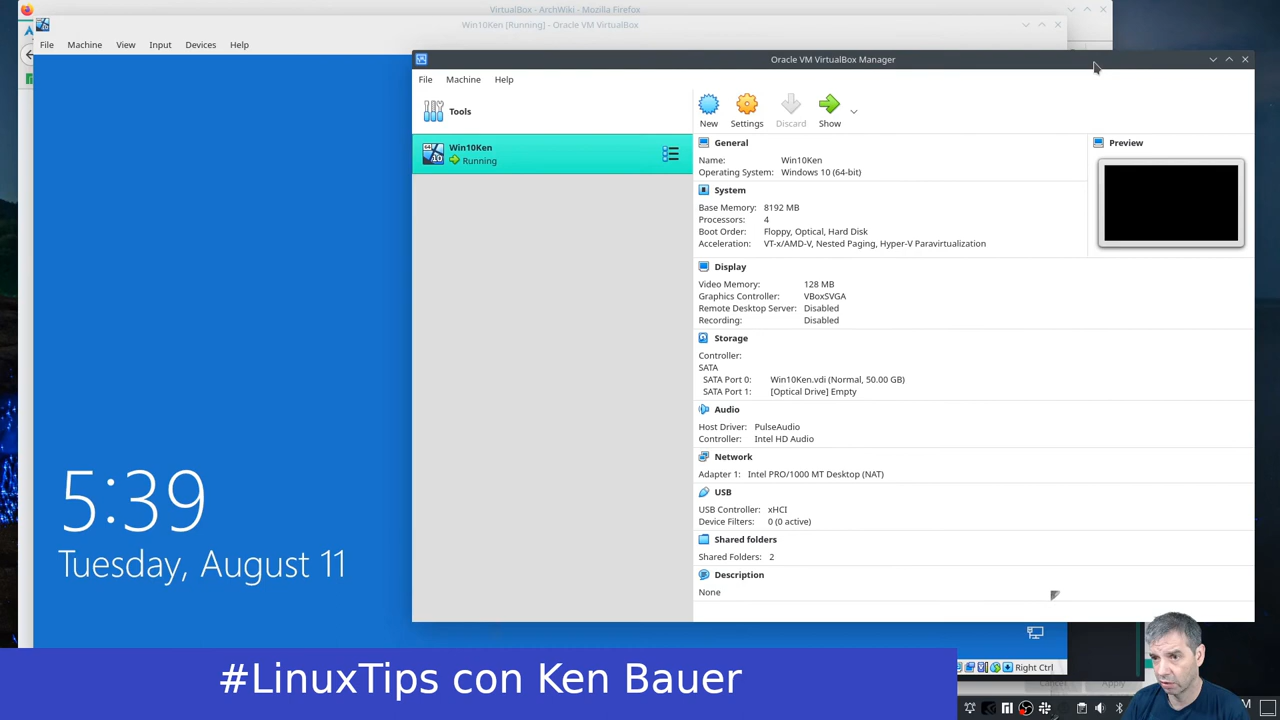 VirtualBox - ArchWiki - Mozilla Firefox
Win10Ken [Running] - Oracle VM VirtualBox
File Machine View Input Devices Help
Oracle VM VirtualBox Manager
File Machine Help
Tools
New Settings Discard Show
Win10Ken
Running
General
Name: Win10Ken
Operating System: Windows 10 (64-bit)
Preview
System
Base Memory: 8192 MB
Processors: 4
Boot Order: Floppy, Optical, Hard Disk
Acceleration: VT-x/AMD-V, Nested Paging, Hyper-V Paravirtualization
Display
Video Memory: 128 MB
Graphics Controller: VBoxSVGA
Remote Desktop Server: Disabled
Recording: Disabled
Storage
Controller:
SATA
SATA Port 0: Win10Ken.vdi (Normal, 50.00 GB)
SATA Port 1: [Optical Drive] Empty
Audio
Host Driver: PulseAudio
Controller: Intel HD Audio
Network
Adapter 1: Intel PRO/1000 MT Desktop (NAT)
USB
USB Controller: xHCI
Device Filters: 0 (0 active)
Shared folders
Shared Folders: 2
Description
None
5:39
Tuesday, August 11
Right Ctrl
Cancel Apply
#LinuxTips con Ken Bauer